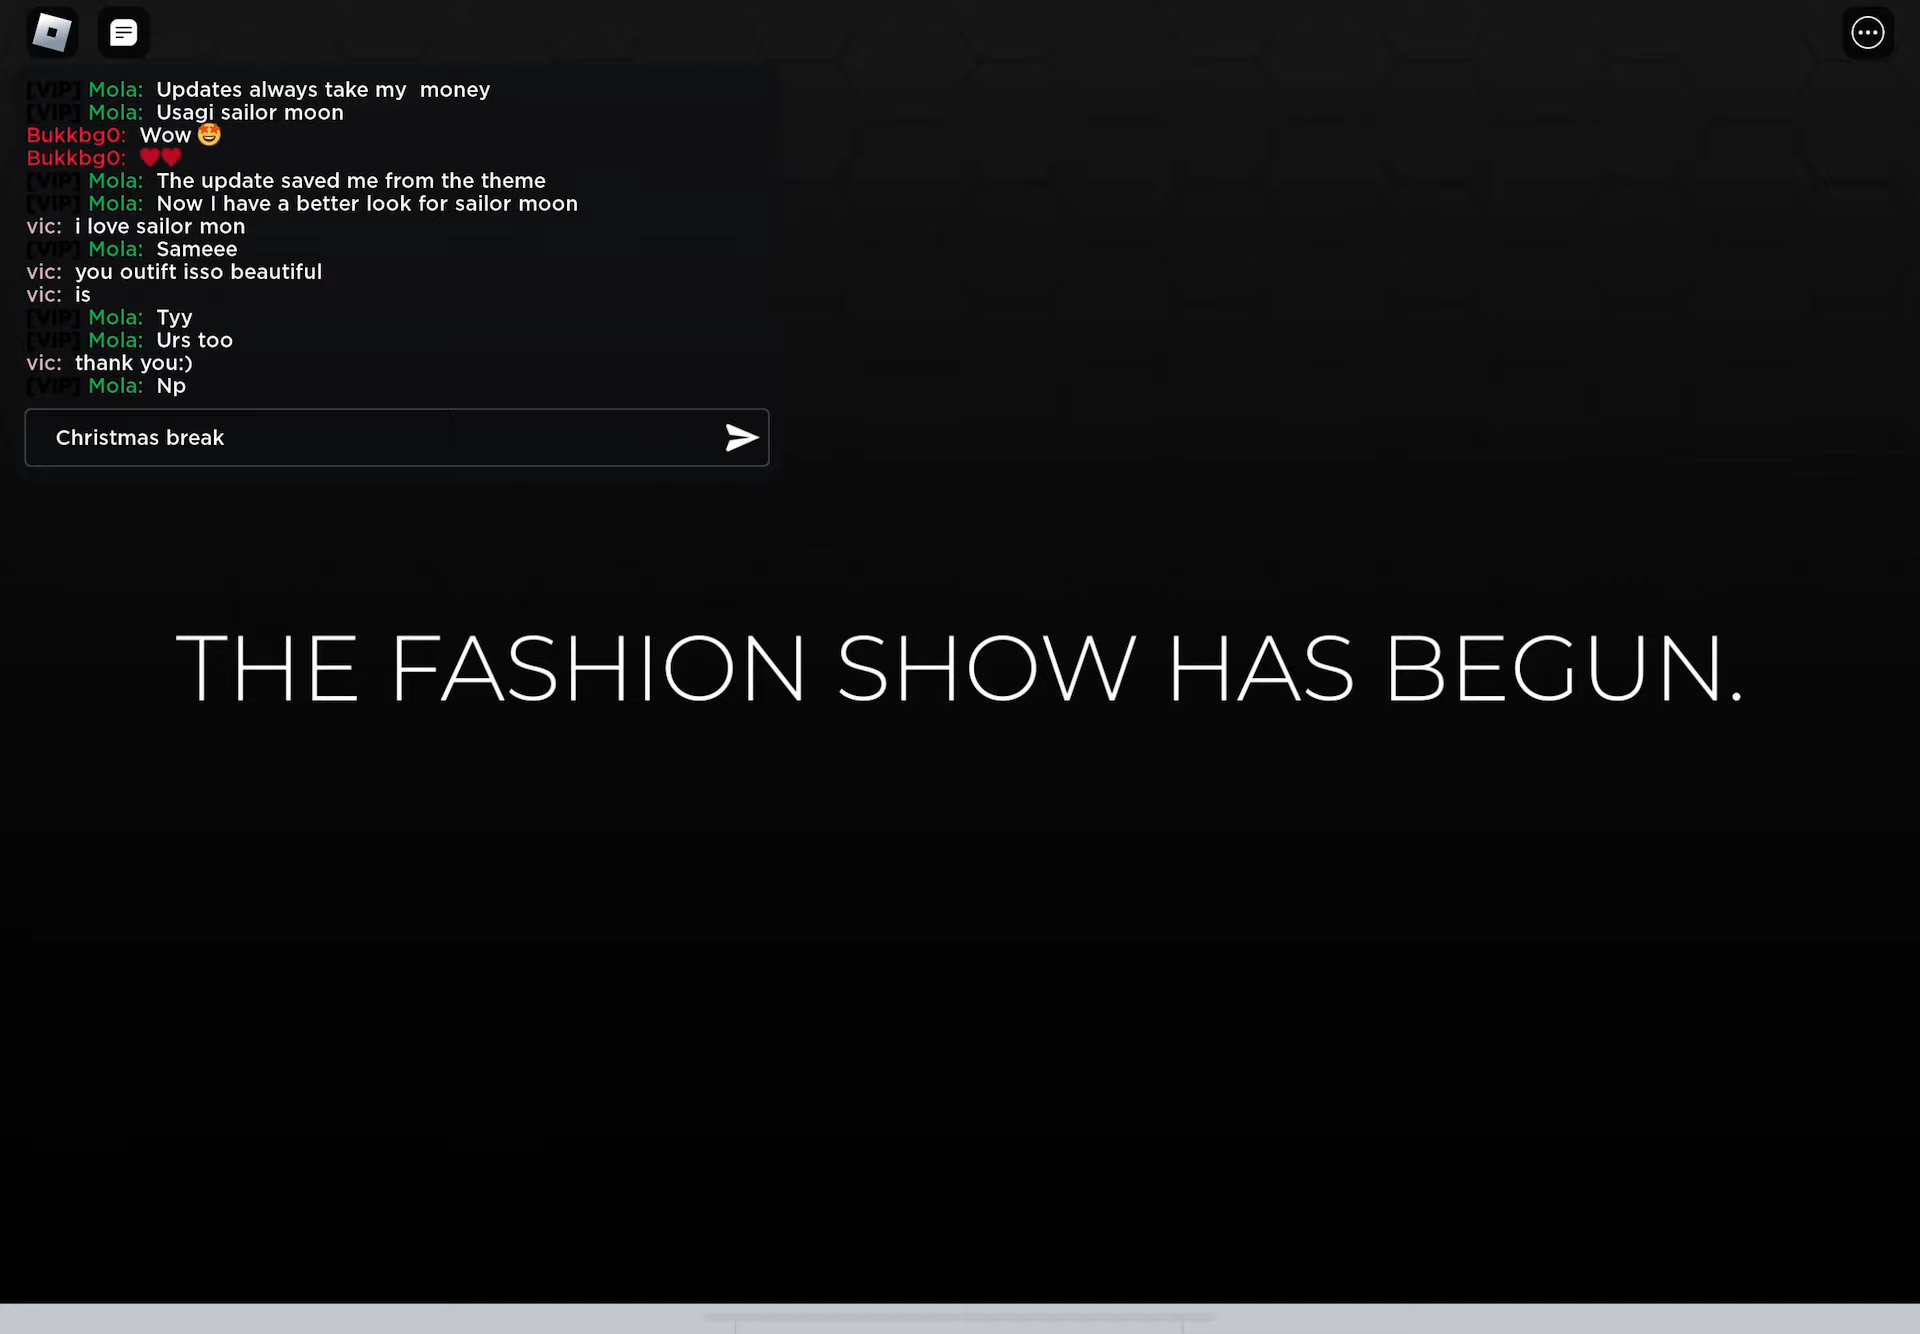 [VIP] Mola: Updates always take my money
[VIP] Mola: Usagi sailor moon
Bukkbg0: Wow 🤩
Bukkbg0: ❤️❤️
[VIP] Mola: The update saved me from the theme
[VIP] Mola: Now I have a better look for sailor moon
vic: i love sailor mon
[VIP] Mola: Sameee
vic: you outift isso beautiful
vic: is
[VIP] Mola: Tyy
[VIP] Mola: Urs too
vic: thank you:)
[VIP] Mola: Np
Christmas break
THE FASHION SHOW HAS BEGUN.